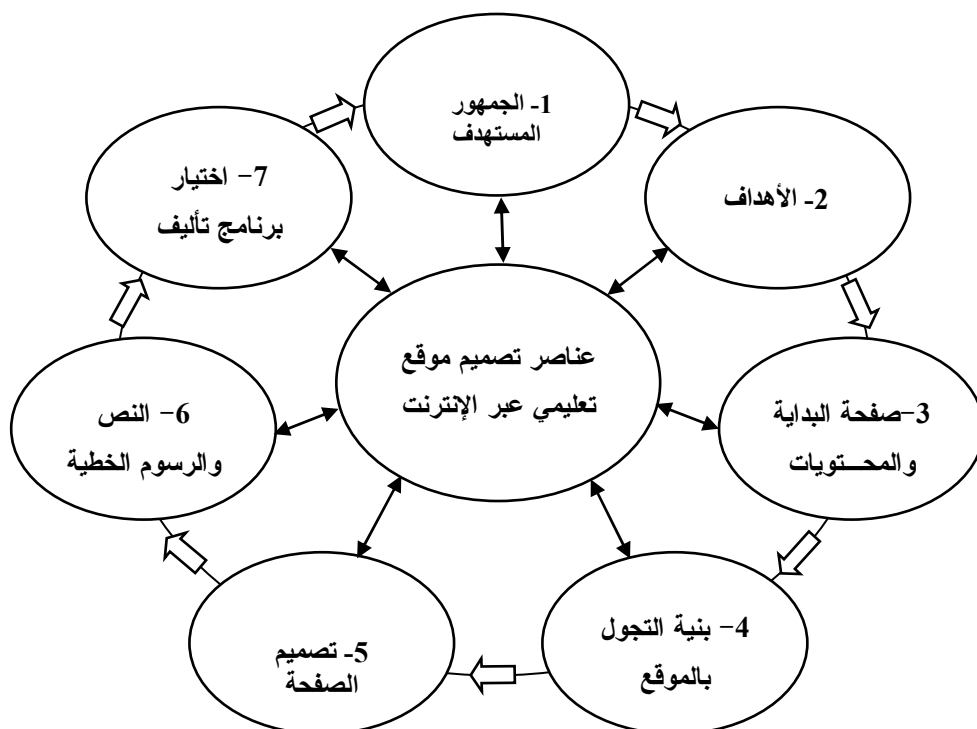 1- الجمهور
المستهدف
2- الأهداف
3-صفحة البداية
والمحتويات
4- بنية التجول
بالموقع
5- تصميم
الصفحة
6- النص
والرسوم الخطية
7- اختيار
برنامج تأليف
عناصر تصميم موقع
تعليمي عبر الإنترنت